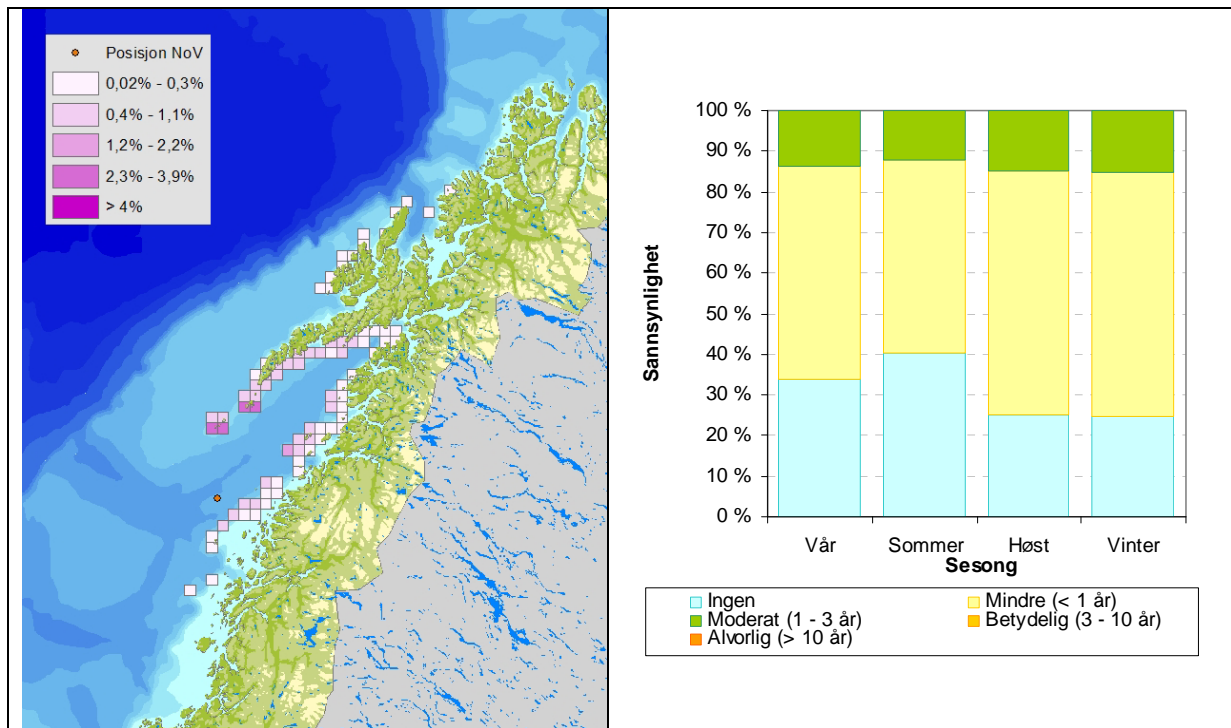 Posisjon NoV
0,02% - 0,3%
0,4% - 1,1%
1,2% - 2,2%
2,3% - 3,9%
> 4%
Sannsynlighet
100 %
90 %
80 %
70 %
60 %
50 %
40 %
30 %
20 %
10 %
0 %
Vår Sommer Høst Vinter
Sesong
Ingen Mindre (< 1 år)
Moderat (1 - 3 år) Betydelig (3 - 10 år)
Alvorlig (> 10 år)